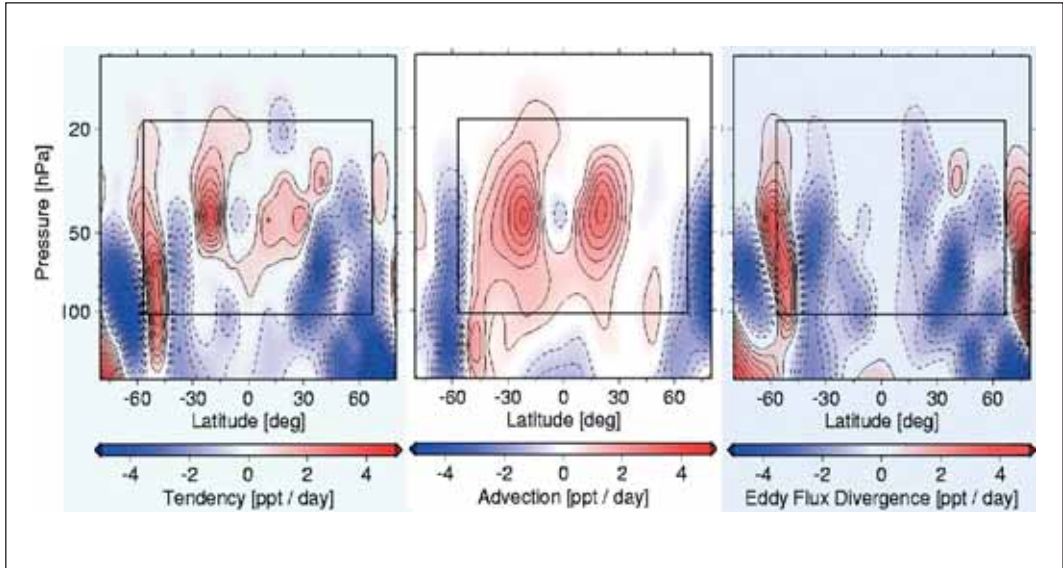 Pressure [hPa]
20
50
100
-60 -30 0 30 60
Latitude [deg]
-4 -2 0 2 4
Tendency [ppt / day]
-60 -30 0 30 60
Latitude [deg]
-4 -2 0 2 4
Advection [ppt / day]
-60 -30 0 30 60
Latitude [deg]
-4 -2 0 2 4
Eddy Flux Divergence [ppt / day]